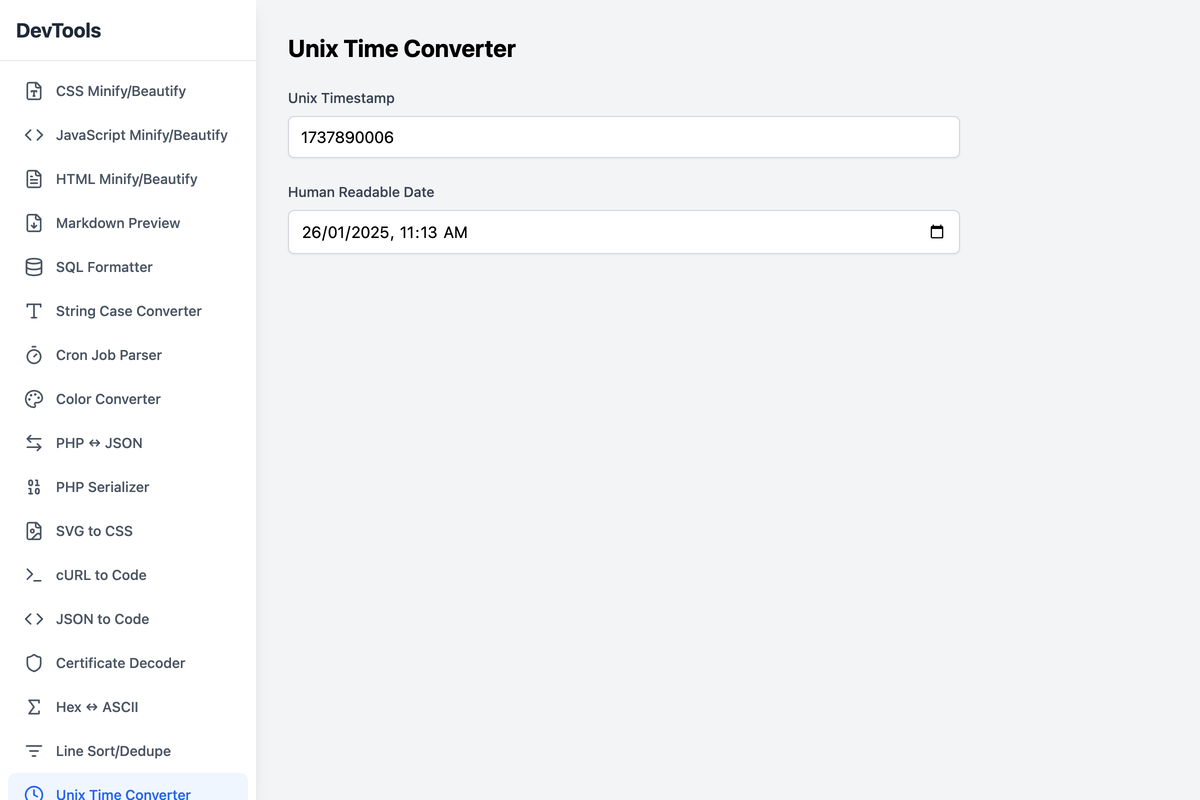 DevTools
CSS Minify/Beautify
JavaScript Minify/Beautify
HTML Minify/Beautify
Markdown Preview
SQL Formatter
String Case Converter
Cron Job Parser
Color Converter
PHP ↔ JSON
PHP Serializer
SVG to CSS
cURL to Code
JSON to Code
Certificate Decoder
Hex ↔ ASCII
Line Sort/Dedupe
Unix Time Converter
Unix Time Converter
Unix Timestamp
1737890006
Human Readable Date
26/01/2025, 11:13 AM